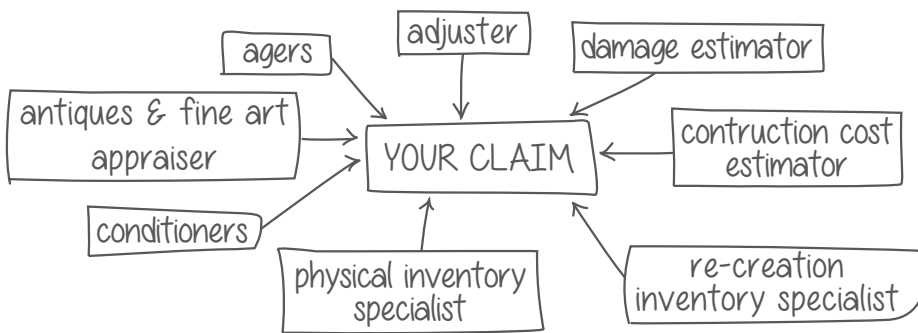 adjuster
agers
damage estimator
antiques & fine art
appraiser
YOUR CLAIM
contruction cost
estimator
conditioners
physical inventory
specialist
re-creation
inventory specialist